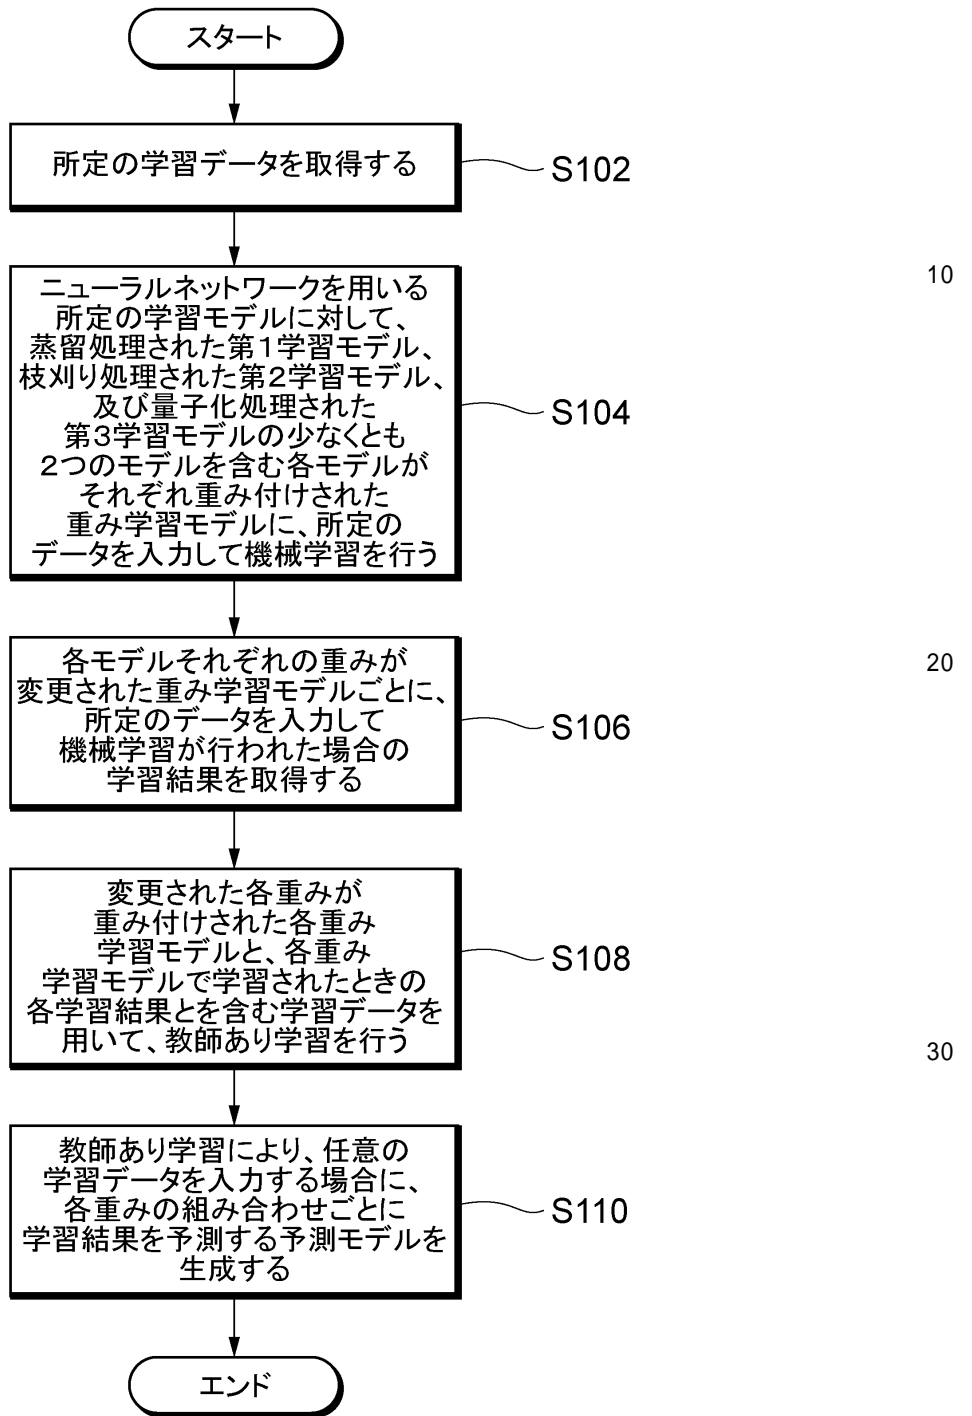 スタート
所定の学習データを取得する
S102
10
ニューラルネットワークを用いる
所定の学習モデルに対して、
蒸留処理された第１学習モデル、
枝刈り処理された第２学習モデル、
及び量子化処理された
第３学習モデルの少なくとも
２つのモデルを含む各モデルが
それぞれ重み付けされた
重み学習モデルに、所定の
データを入力して機械学習を行う
S104
20
各モデルそれぞれの重みが
変更された重み学習モデルごとに、
所定のデータを入力して
機械学習が行われた場合の
学習結果を取得する
S106
変更された各重みが
重み付けされた各重み
学習モデルと、各重み
学習モデルで学習されたときの
各学習結果とを含む学習データを
用いて、教師あり学習を行う
S108
30
教師あり学習により、任意の
学習データを入力する場合に、
各重みの組み合わせごとに
学習結果を予測する予測モデルを
生成する
S110
エンド